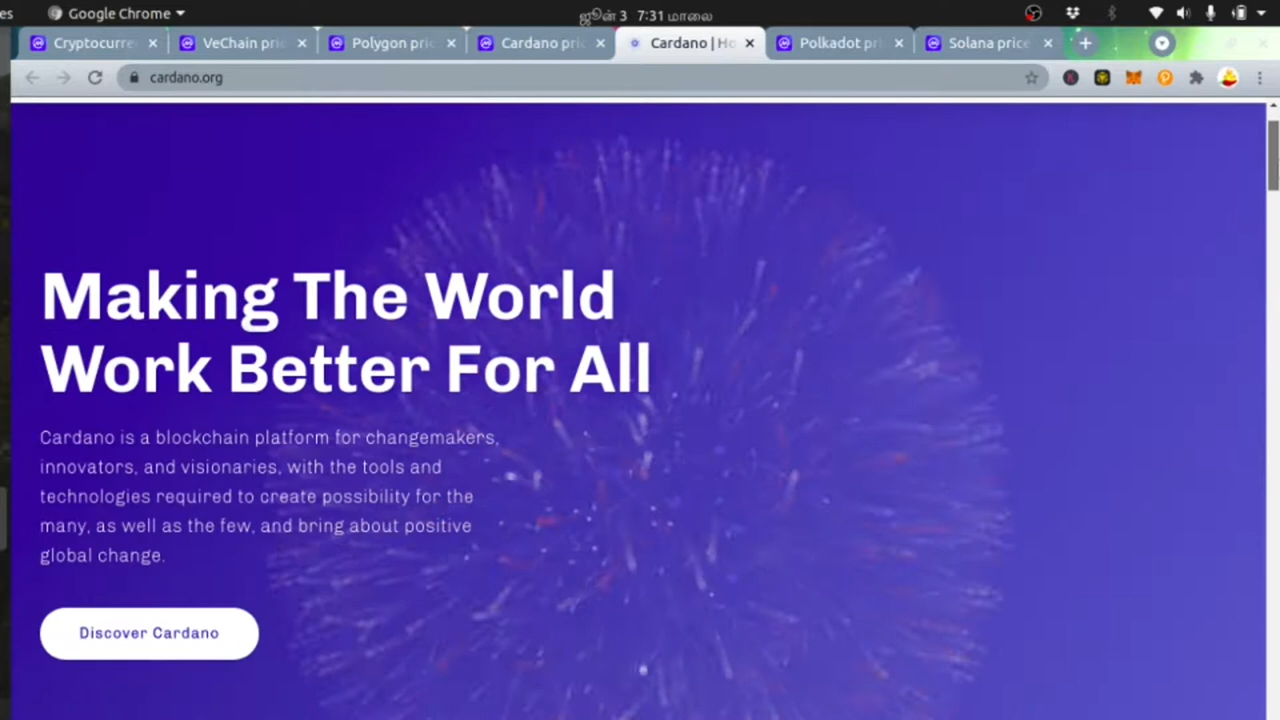 es Google Chrome ஜூன் 3 7:31 மாலை
Cryptocurre VeChain pric Polygon pric Cardano pric Cardano | Ho Polkadot pri Solana price
cardano.org
Making The World
Work Better For All
Cardano is a blockchain platform for changemakers,
innovators, and visionaries, with the tools and
technologies required to create possibility for the
many, as well as the few, and bring about positive
global change.
Discover Cardano